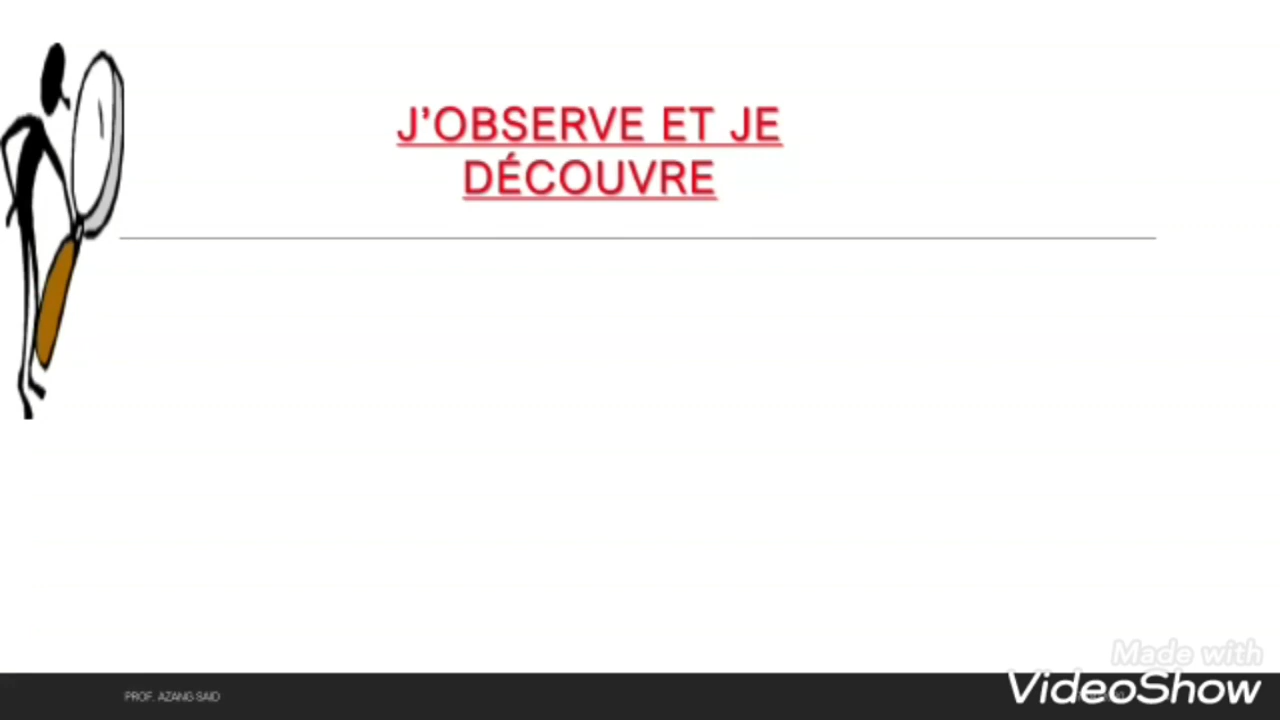 J’OBSERVE ET JE
DÉCOUVRE
PROF. AZANG SAID
Made with
VideoShow